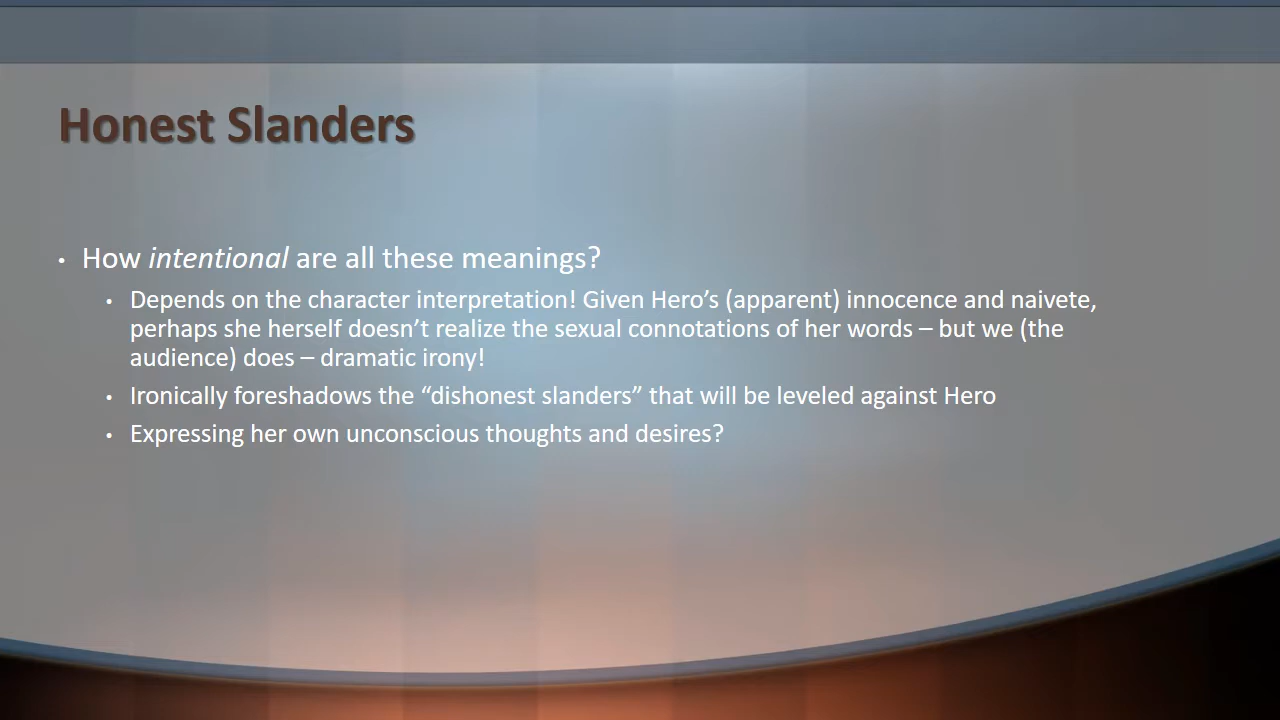 Honest Slanders
• How intentional are all these meanings?
• Depends on the character interpretation! Given Hero’s (apparent) innocence and naivete,
perhaps she herself doesn’t realize the sexual connotations of her words – but we (the
audience) does – dramatic irony!
• Ironically foreshadows the “dishonest slanders” that will be leveled against Hero
• Expressing her own unconscious thoughts and desires?